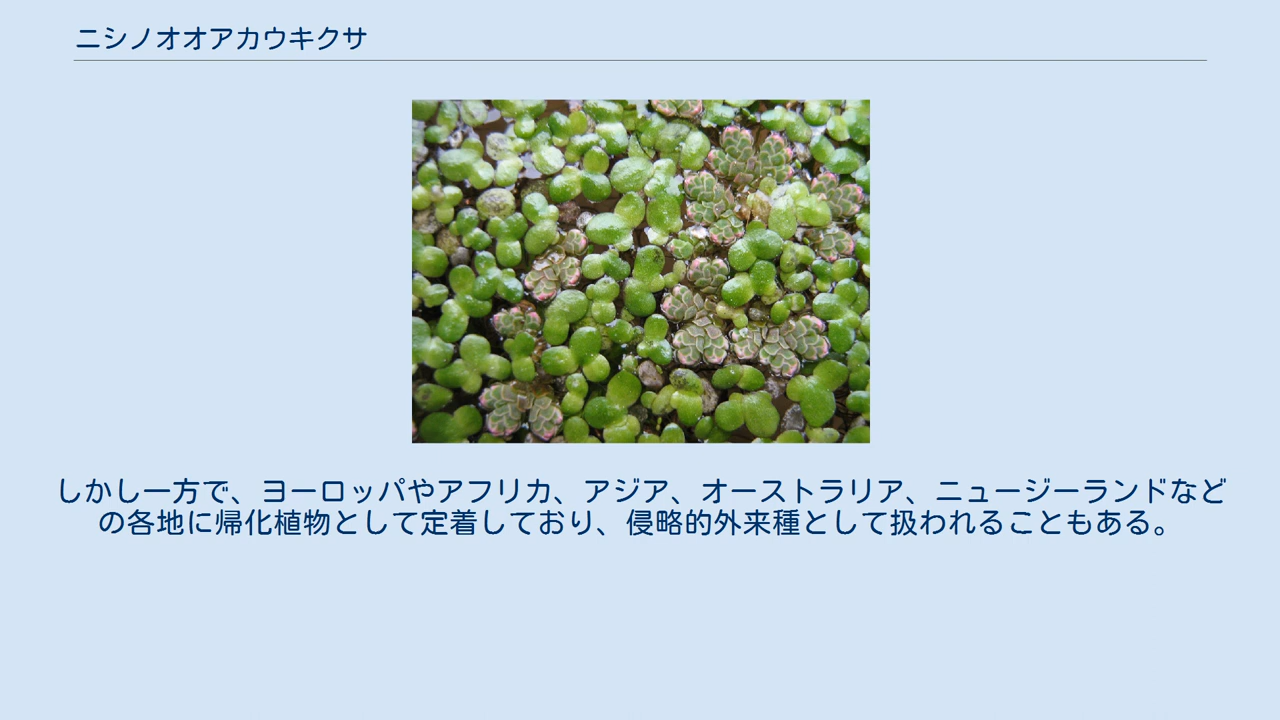 ニシノオオアカウキクサ
しかし一方で、ヨーロッパやアフリカ、アジア、オーストラリア、ニュージーランドなど
の各地に帰化植物として定着しており、侵略的外来種として扱われることもある。